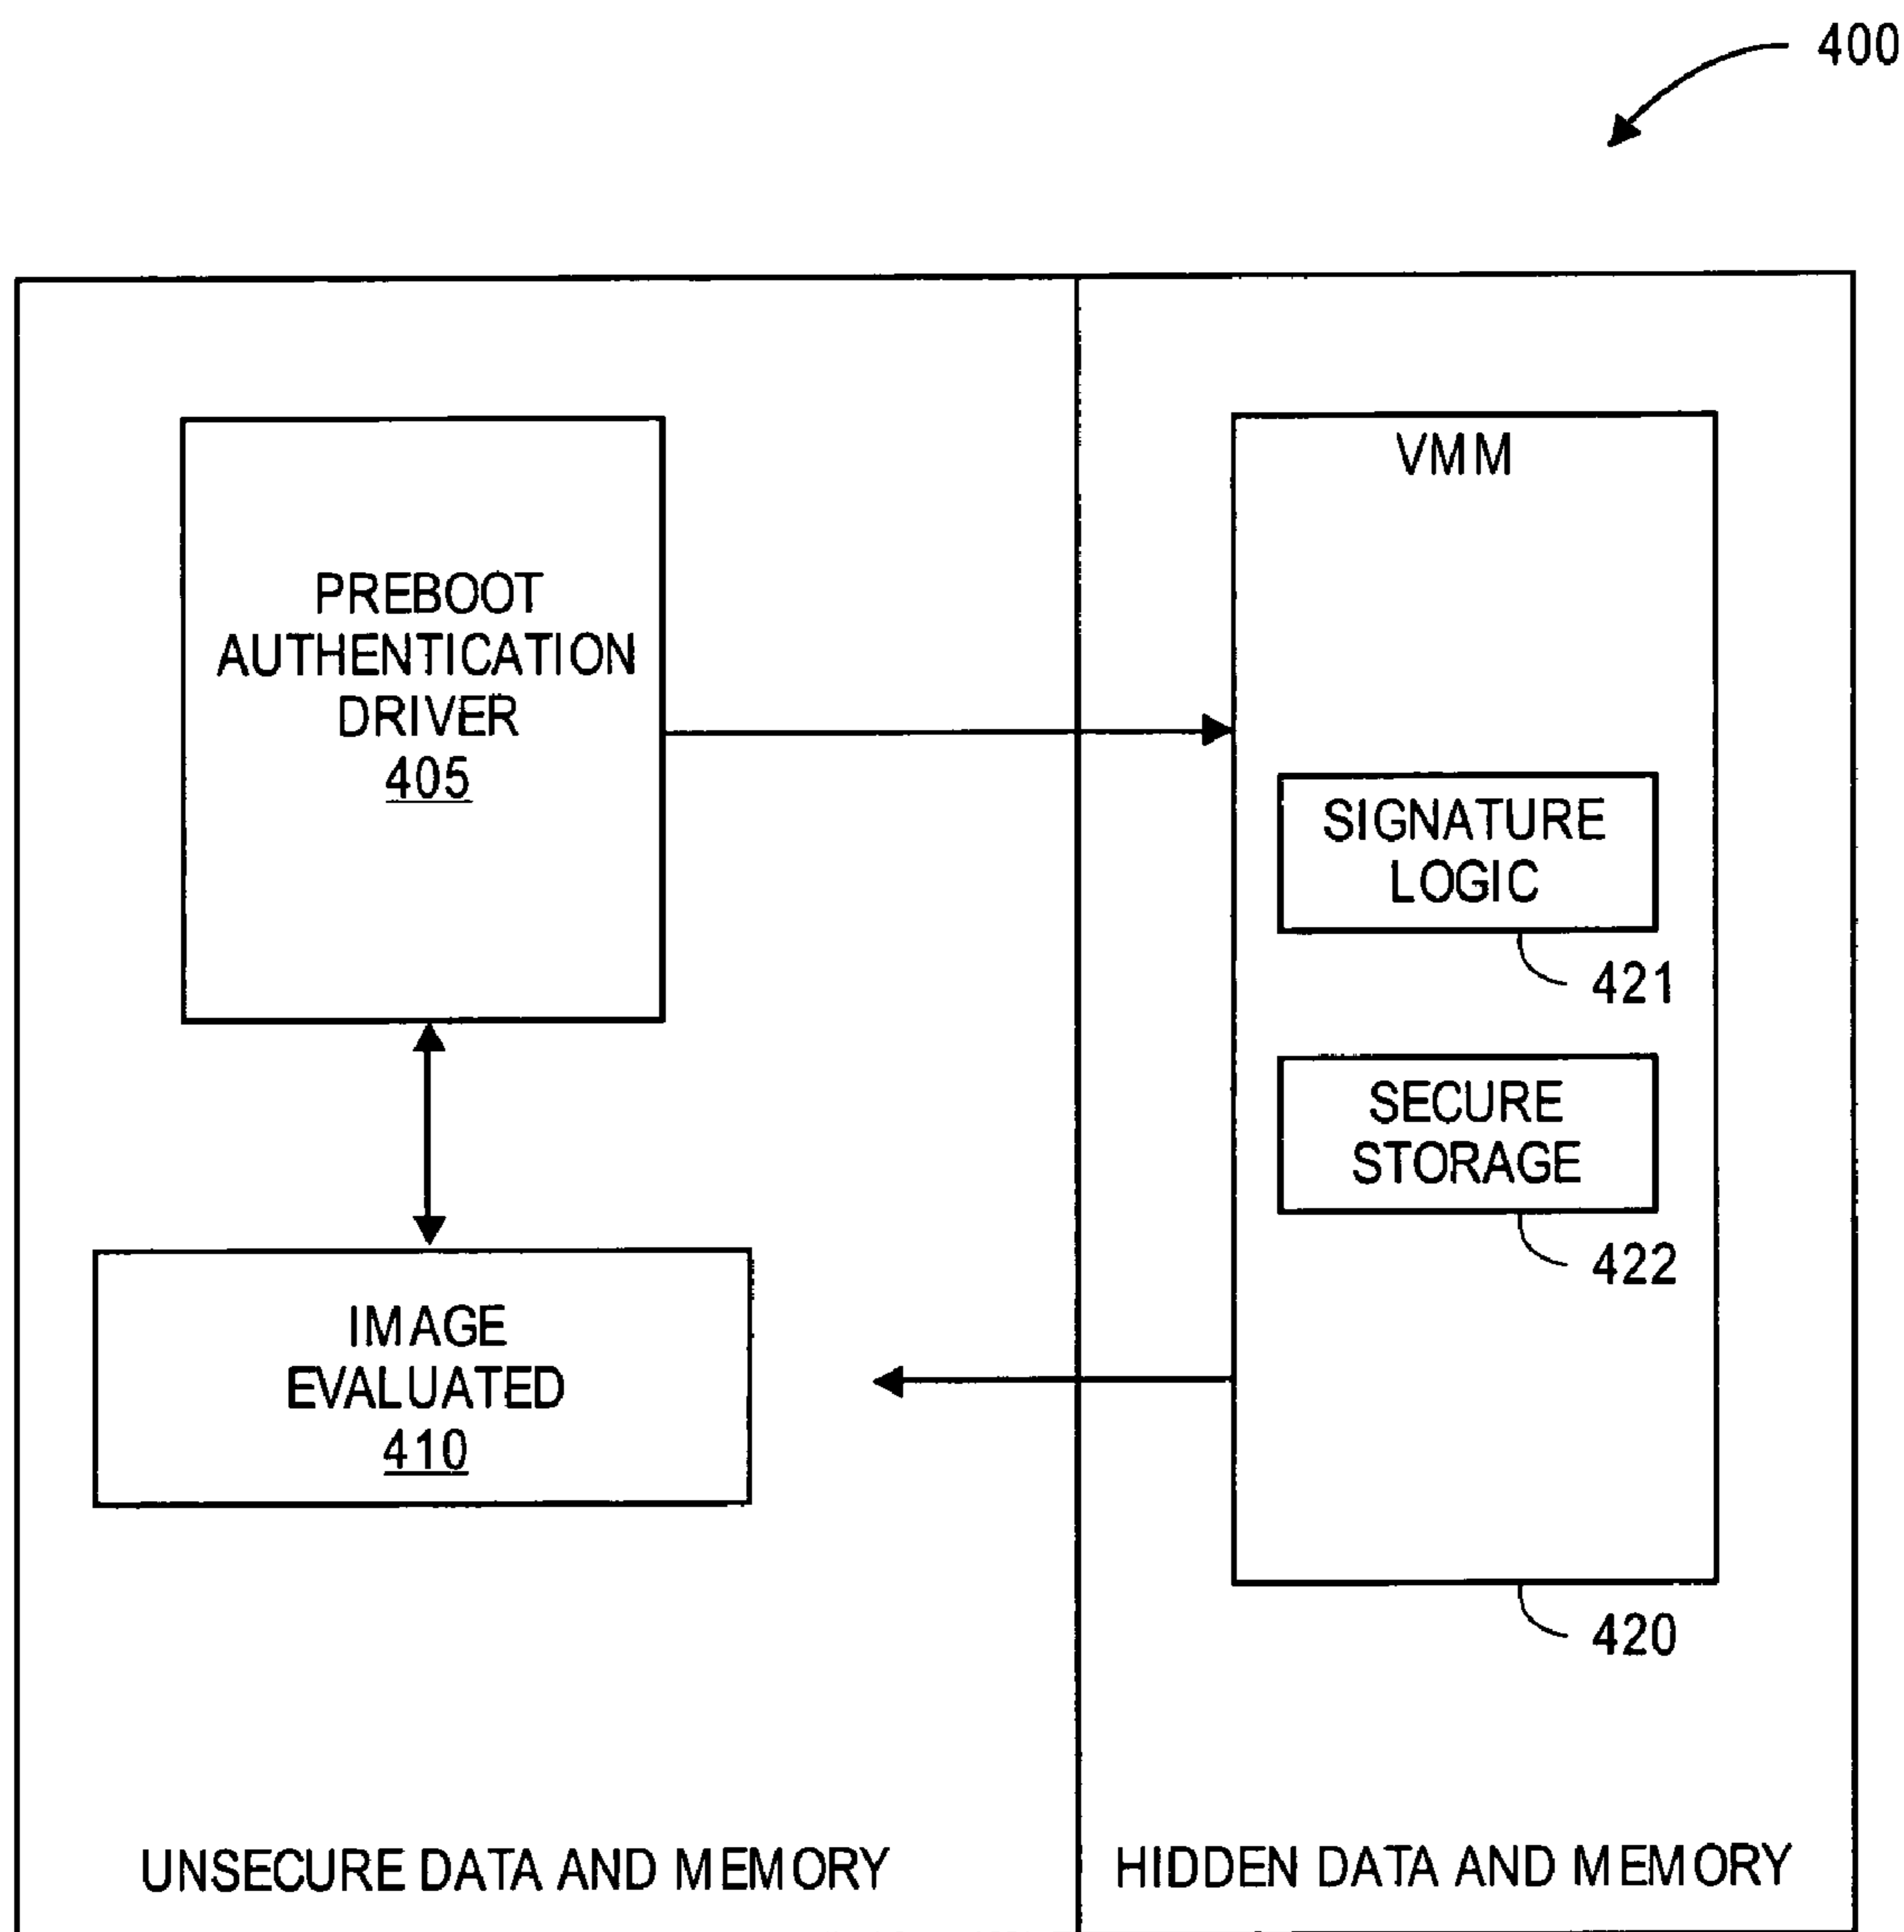 400
PREBOOT
AUTHENTICATION
DRIVER
405
VMM
SIGNATURE
LOGIC
421
SECURE
STORAGE
422
IMAGE
EVALUATED
410
420
UNSECURE DATA AND MEMORY
HIDDEN DATA AND MEMORY